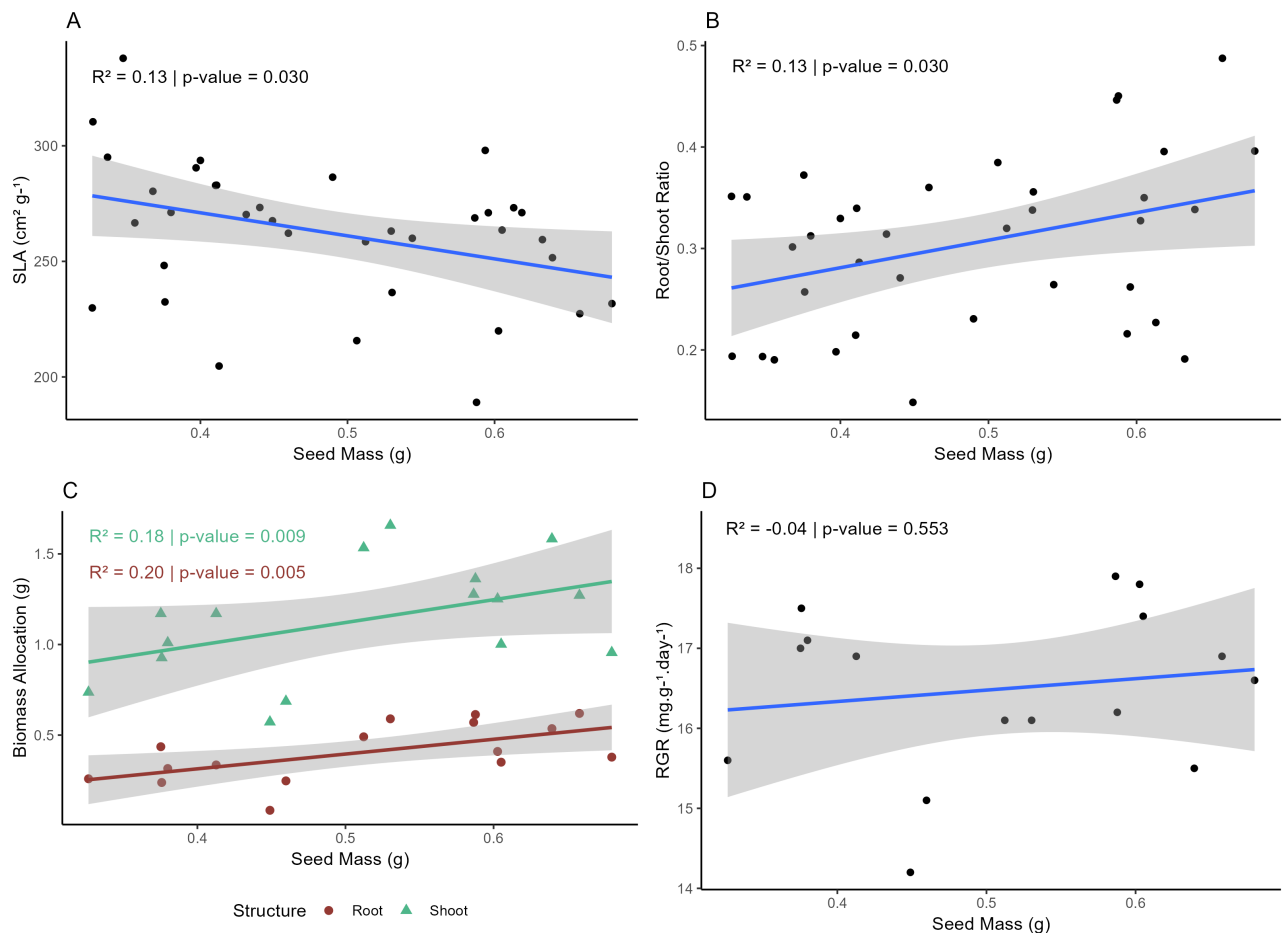 A
R² = 0.13 | p-value = 0.030
SLA (cm² g-¹)
300
250
200
0.4
0.5
0.6
Seed Mass (g)
B
R² = 0.13 | p-value = 0.030
Root/Shoot Ratio
0.5
0.4
0.3
0.2
0.4
0.5
0.6
Seed Mass (g)
C
R² = 0.18 | p-value = 0.009
R² = 0.20 | p-value = 0.005
Biomass Allocation (g)
1.5
1.0
0.5
0.4
0.5
0.6
Seed Mass (g)
Structure Root Shoot
D
R² = -0.04 | p-value = 0.553
RGR (mg.g-¹.day-¹)
18
17
16
15
14
0.4
0.5
0.6
Seed Mass (g)